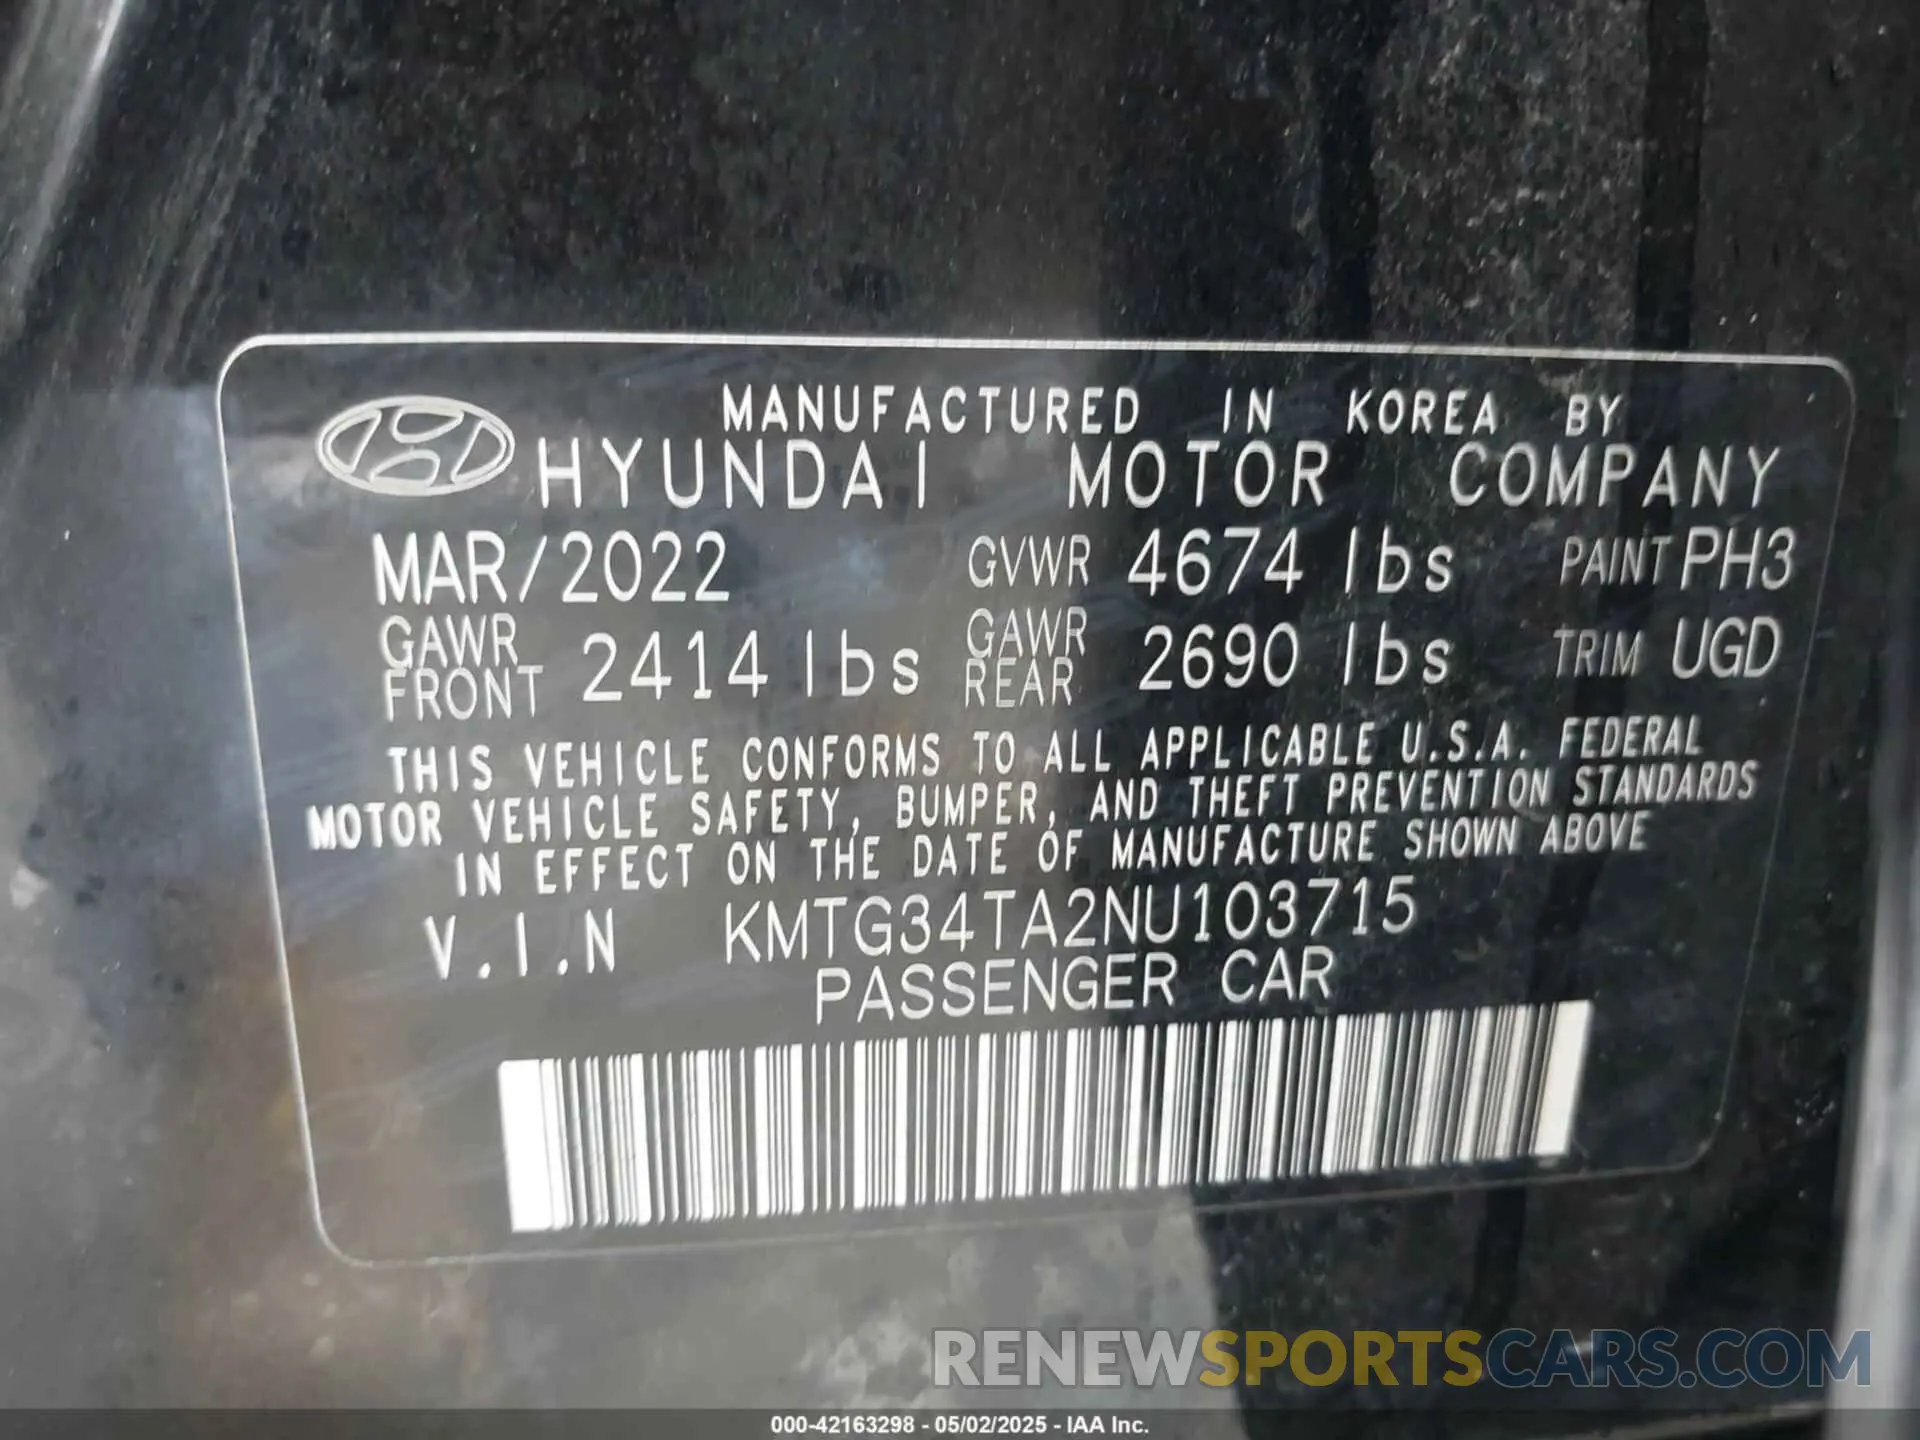 MANUFACTURED IN KOREA BY
HYUNDAI MOTOR COMPANY
MAR/2022 GVWR 4674 lbs PAINT PH3
GAWR FRONT 2414 lbs GAWR REAR 2690 lbs TRIM UGD
THIS VEHICLE CONFORMS TO ALL APPLICABLE U.S.A. FEDERAL
MOTOR VEHICLE SAFETY, BUMPER, AND THEFT PREVENTION STANDARDS
IN EFFECT ON THE DATE OF MANUFACTURE SHOWN ABOVE
V.I.N KMTG34TA2NU103715
PASSENGER CAR
RENEWSPORTSCARS.COM
000-42163298 - 05/02/2025 - IAA Inc.